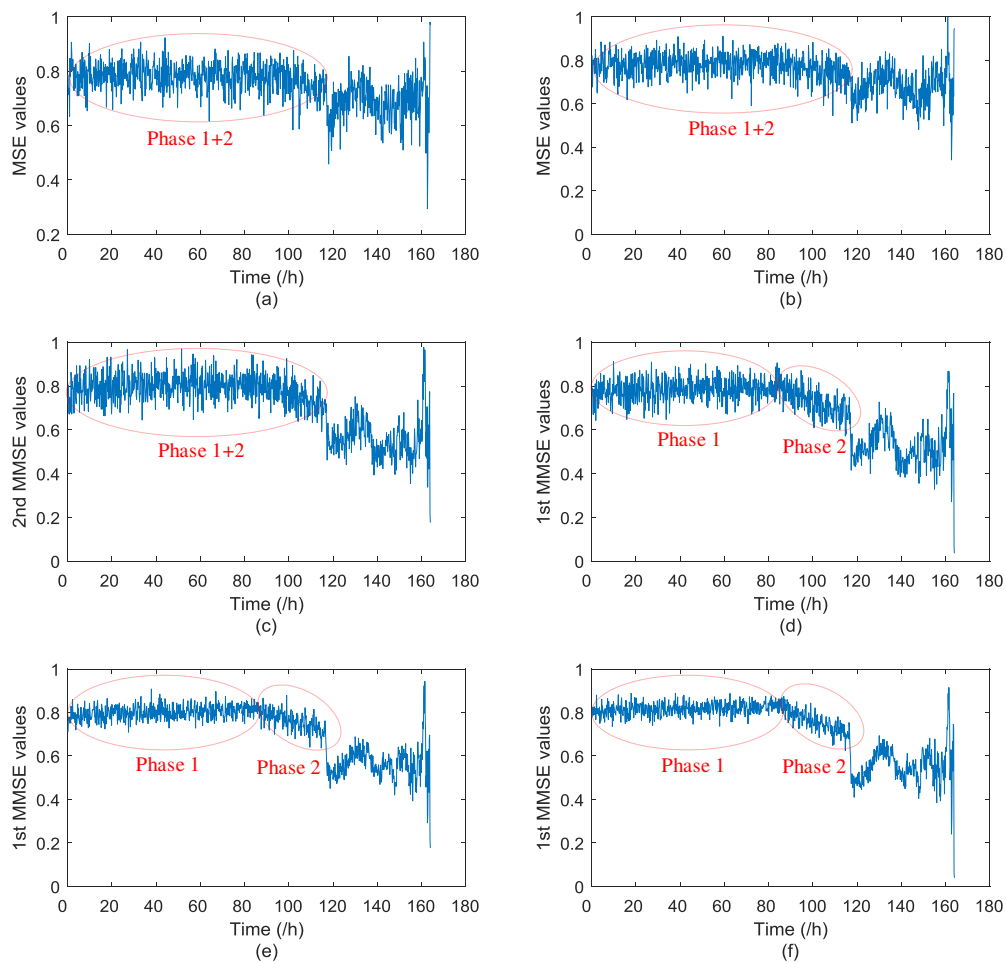 1
0.8
0.6
0.4
0.2
MSE values
Phase 1+2
0 20 40 60 80 100 120 140 160 180
Time (/h)
(a)
1
0.8
0.6
0.4
0.2
0
MSE values
Phase 1+2
0 20 40 60 80 100 120 140 160 180
Time (/h)
(b)
1
0.8
0.6
0.4
0.2
0
2nd MMSE values
Phase 1+2
0 20 40 60 80 100 120 140 160 180
Time (/h)
(c)
1
0.8
0.6
0.4
0.2
0
1st MMSE values
Phase 1
Phase 2
0 20 40 60 80 100 120 140 160 180
Time (/h)
(d)
1
0.8
0.6
0.4
0.2
0
1st MMSE values
Phase 1
Phase 2
0 20 40 60 80 100 120 140 160 180
Time (/h)
(e)
1
0.8
0.6
0.4
0.2
0
1st MMSE values
Phase 1
Phase 2
0 20 40 60 80 100 120 140 160 180
Time (/h)
(f)